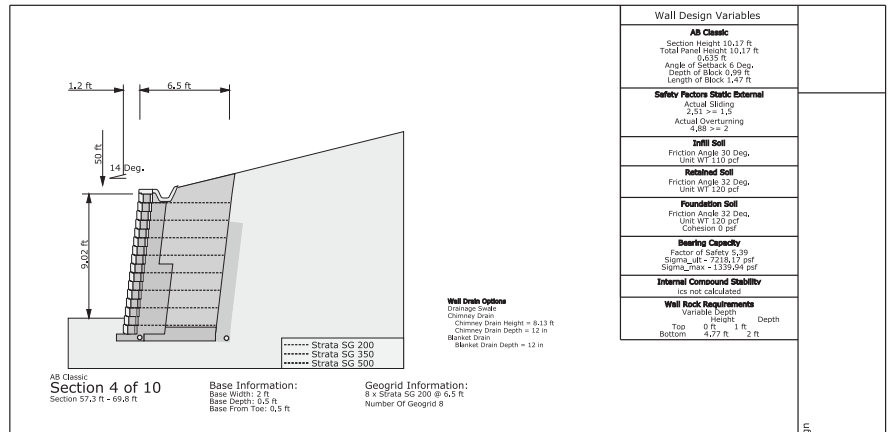 1.2 ft
6.5 ft
50 ft
14 Deg.
9.02 ft
Strata SG 200
Strata SG 350
Strata SG 500
AB Classic
Section 4 of 10
Section 57.3 ft - 69.8 ft
Base Information:
Base Width: 2 ft
Base Depth: 0.5 ft
Base From Toe: 0.5 ft
Geogrid Information:
8 x Strata SG 200 @ 6.5 ft
Number Of Geogrid 8
Wall Drain Options
Drainage Swale
Chimney Drain
Chimney Drain Height = 8.13 ft
Chimney Drain Depth = 12 in
Blanket Drain
Blanket Drain Depth = 12 in
Wall Design Variables
AB Classic
Section Height 10.17 ft
Total Panel Height 10.17 ft
0.635 ft
Angle of Setback 6 Deg.
Depth of Block 0.99 ft
Length of Block 1.47 ft
Safety Factors Static External
Actual Sliding
2.51 >= 1.5
Actual Overturning
4.88 >= 2
Infill Soil
Friction Angle 30 Deg.
Unit WT 110 pcf
Retained Soil
Friction Angle 32 Deg.
Unit WT 120 pcf
Foundation Soil
Friction Angle 32 Deg.
Unit WT 120 pcf
Cohesion 0 psf
Bearing Capacity
Factor of Safety 5.39
Sigma_ult - 7218.17 psf
Sigma_max - 1339.94 psf
Internal Compound Stability
ics not calculated
Wall Rock Requirements
Variable Depth
Height Depth
Top 0 ft 1 ft
Bottom 4.77 ft 2 ft